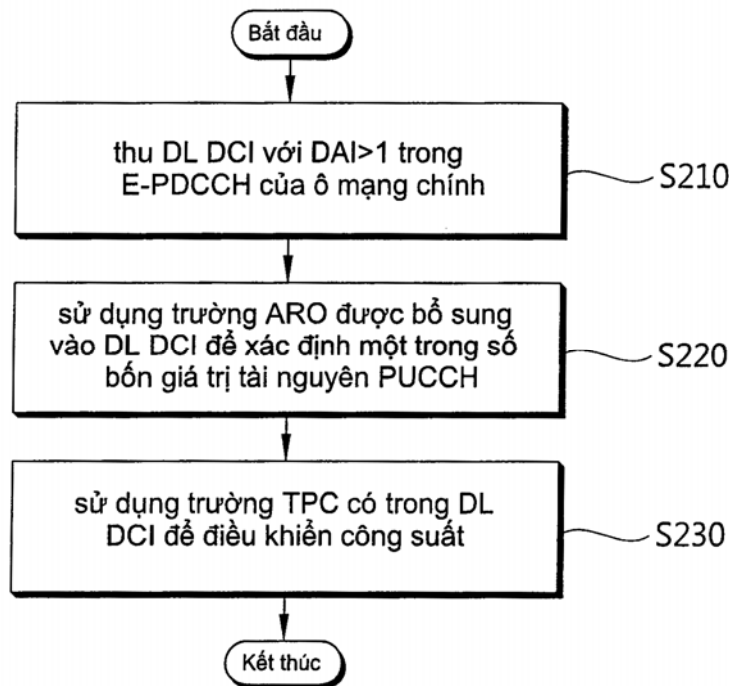 Bắt đầu
thu DL DCI với DAI>1 trong
E-PDCCH của ô mạng chính
S210
sử dụng trường ARO được bổ sung
vào DL DCI để xác định một trong số
bốn giá trị tài nguyên PUCCH
S220
sử dụng trường TPC có trong DL
DCI để điều khiển công suất
S230
Kết thúc